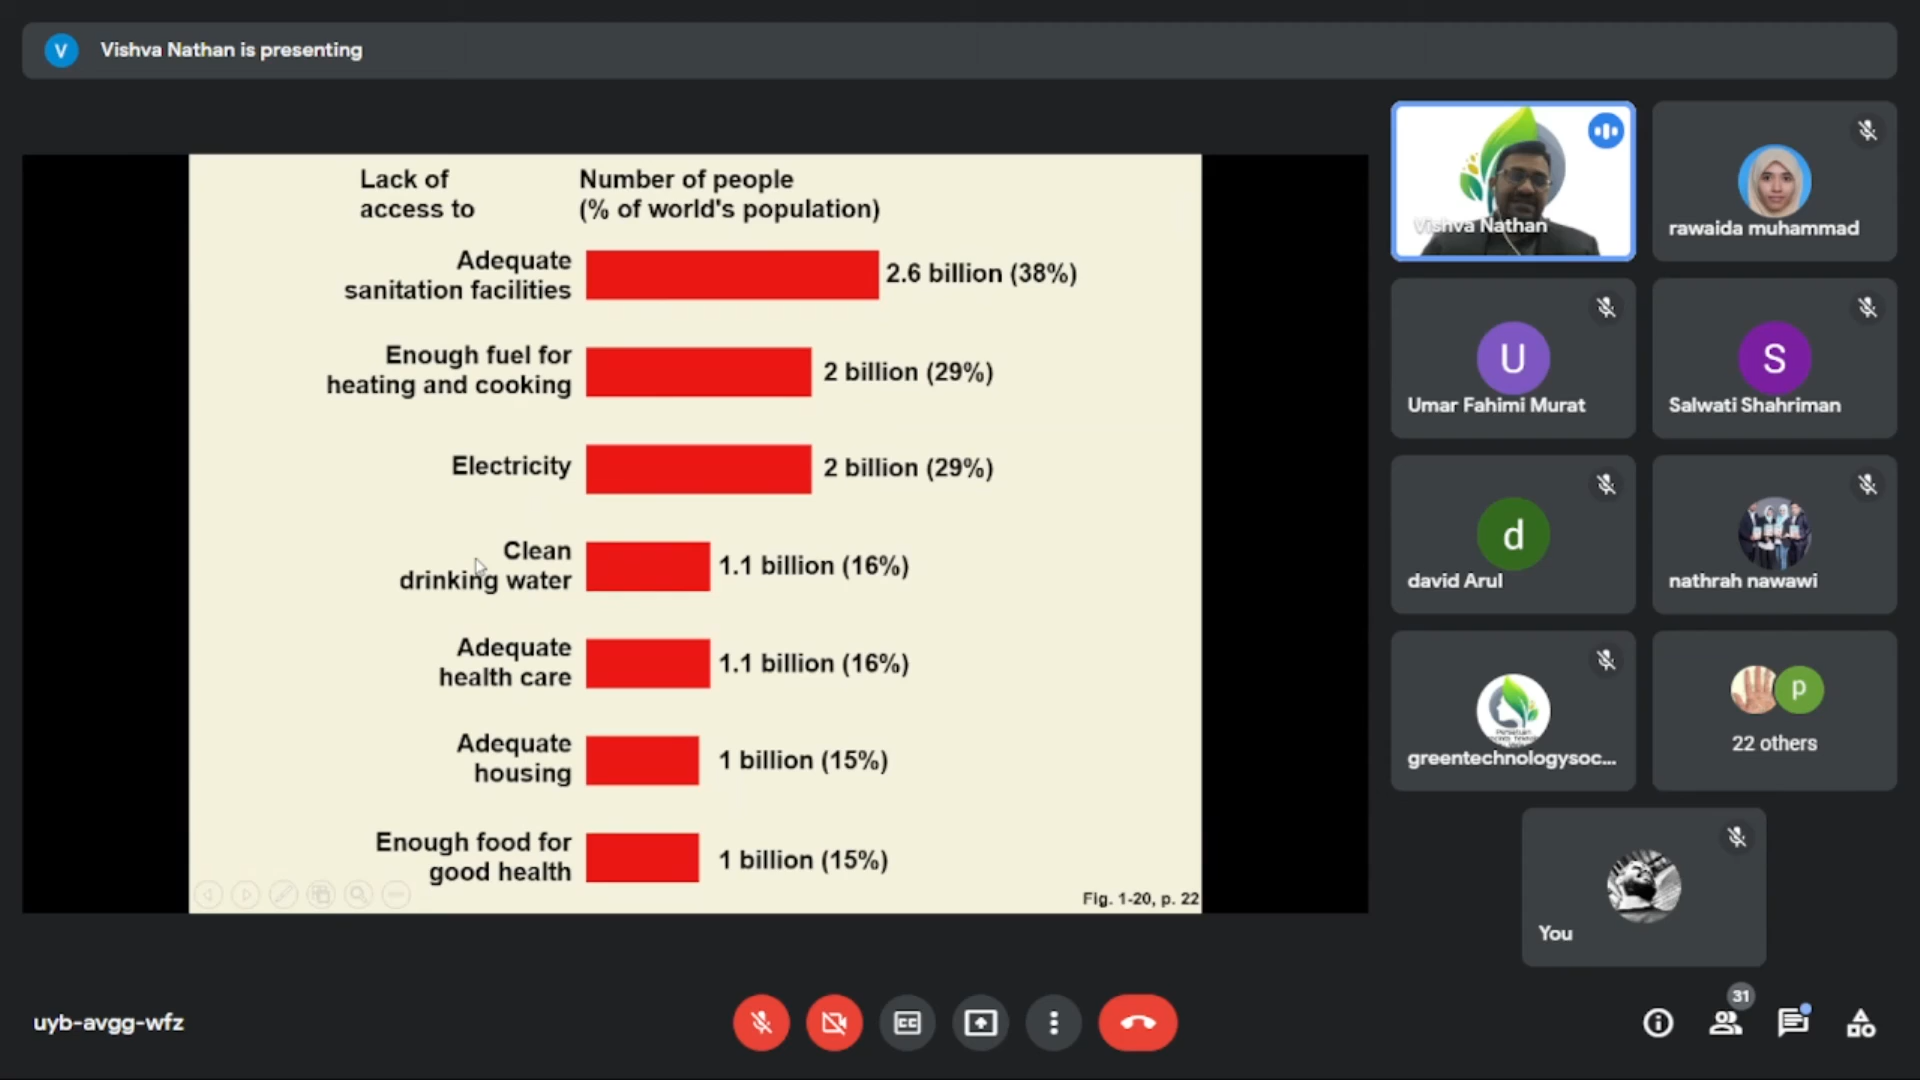 V
Vishva Nathan is presenting
Lack of
access to
Number of people
(% of world's population)
Adequate
sanitation facilities
2.6 billion (38%)
Enough fuel for
heating and cooking
2 billion (29%)
Electricity
2 billion (29%)
Clean
drinking water
1.1 billion (16%)
Adequate
health care
1.1 billion (16%)
Adequate
housing
1 billion (15%)
Enough food for
good health
1 billion (15%)
Fig. 1-20, p. 22
Vishva Nathan
rawaida muhammad
U
Umar Fahimi Murat
S
Salwati Shahriman
d
david Arul
nathrah nawawi
greentechnologysoc...
p
22 others
You
uyb-avgg-wfz
CC
31